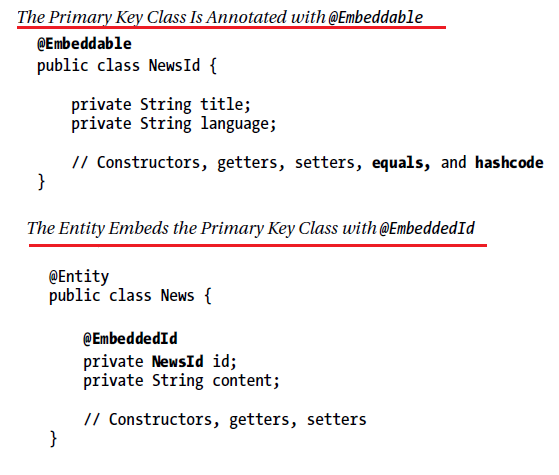 The Primary Key Class Is Annotated with @Embeddable
@Embeddable
public class NewsId {
private String title;
private String language;
// Constructors, getters, setters, equals, and hashcode
}
The Entity Embeds the Primary Key Class with @EmbeddedId
@Entity
public class News {
@EmbeddedId
private NewsId id;
private String content;
// Constructors, getters, setters
}